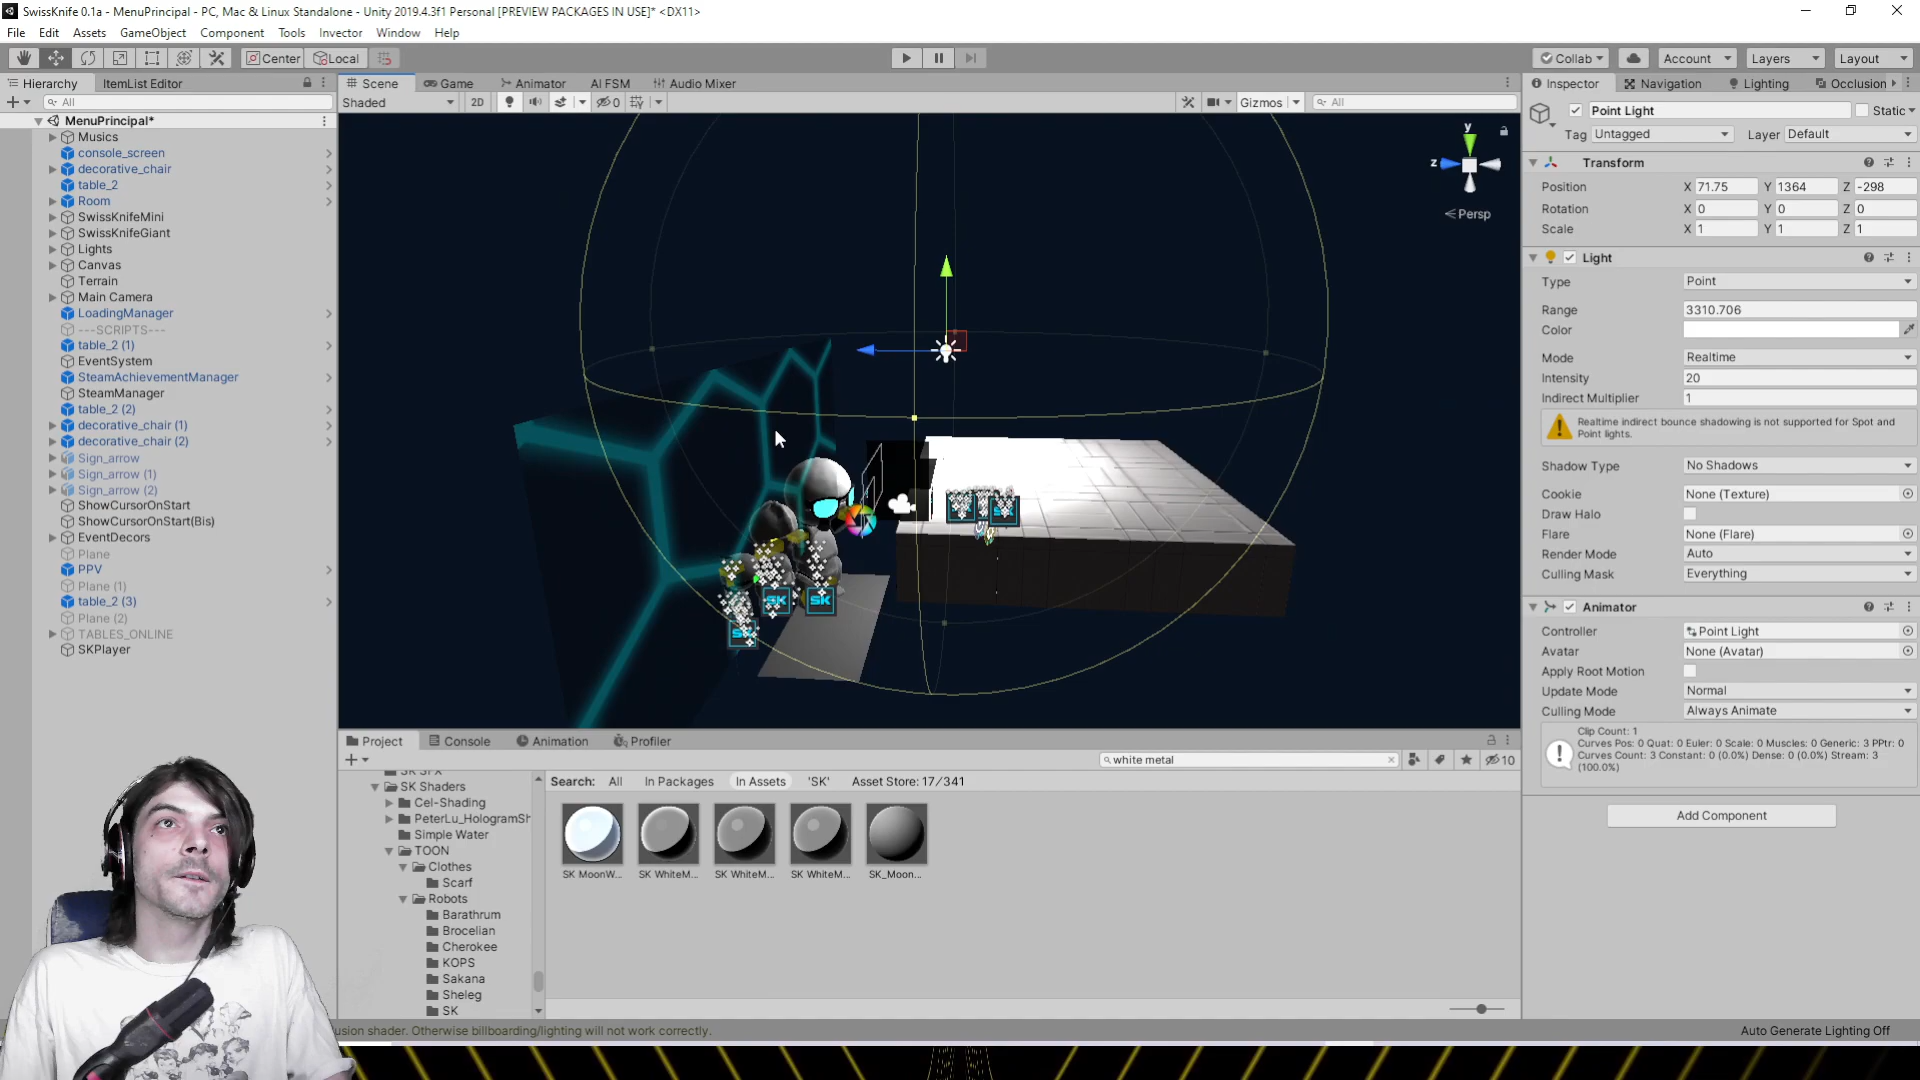 SwissKnife 0.1a - MenuPrincipal - PC, Mac & Linux Standalone - Unity 2019.4.3f1 Personal [PREVIEW PACKAGES IN USE]* <DX11>
File Edit Assets GameObject Component Tools Invector Window Help
Center Local Collab Account Layers Layout
Hierarchy ItemList Editor
All
MenuPrincipal*
Musics
console_screen
decorative_chair
table_2
Room
SwissKnifeMini
SwissKnifeGiant
Lights
Canvas
Terrain
Main Camera
LoadingManager
---SCRIPTS---
table_2 (1)
EventSystem
SteamAchievementManager
SteamManager
table_2 (2)
decorative_chair (1)
decorative_chair (2)
Sign_arrow
Sign_arrow (1)
Sign_arrow (2)
ShowCursorOnStart
ShowCursorOnStart(Bis)
EventDecors
Plane
PPV
Plane (1)
table_2 (3)
Plane (2)
TABLES_ONLINE
SKPlayer
Scene Game Animator AI FSM Audio Mixer
Shaded 2D 0 Gizmos All
y
z
Persp
SK SK
Project Console Animation Profiler
white metal 10
SK SFX
SK Shaders
Cel-Shading
PeterLu_HologramSh
Simple Water
TOON
Clothes
Scarf
Robots
Barathrum
Brocelian
Cherokee
KOPS
Sakana
Sheleg
SK
Search: All In Packages In Assets 'SK' Asset Store: 17/341
SK MoonW... SK WhiteM... SK WhiteM... SK WhiteM... SK_Moon...
Inspector Navigation Lighting Occlusion
Point Light Static
Tag Untagged Layer Default
Transform
Position X 71.75 Y 1364 Z -298
Rotation X 0 Y 0 Z 0
Scale X 1 Y 1 Z 1
Light
Type Point
Range 3310.706
Color
Mode Realtime
Intensity 20
Indirect Multiplier 1
Realtime indirect bounce shadowing is not supported for Spot and
Point lights.
Shadow Type No Shadows
Cookie None (Texture)
Draw Halo
Flare None (Flare)
Render Mode Auto
Culling Mask Everything
Animator
Controller Point Light
Avatar None (Avatar)
Apply Root Motion
Update Mode Normal
Culling Mode Always Animate
Clip Count: 1
Curves Pos: 0 Quat: 0 Euler: 0 Scale: 0 Muscles: 0 Generic: 3 PPtr: 0
Curves Count: 3 Constant: 0 (0.0%) Dense: 0 (0.0%) Stream: 3
(100.0%)
Add Component
usion shader. Otherwise billboarding/lighting will not work correctly.
Auto Generate Lighting Off